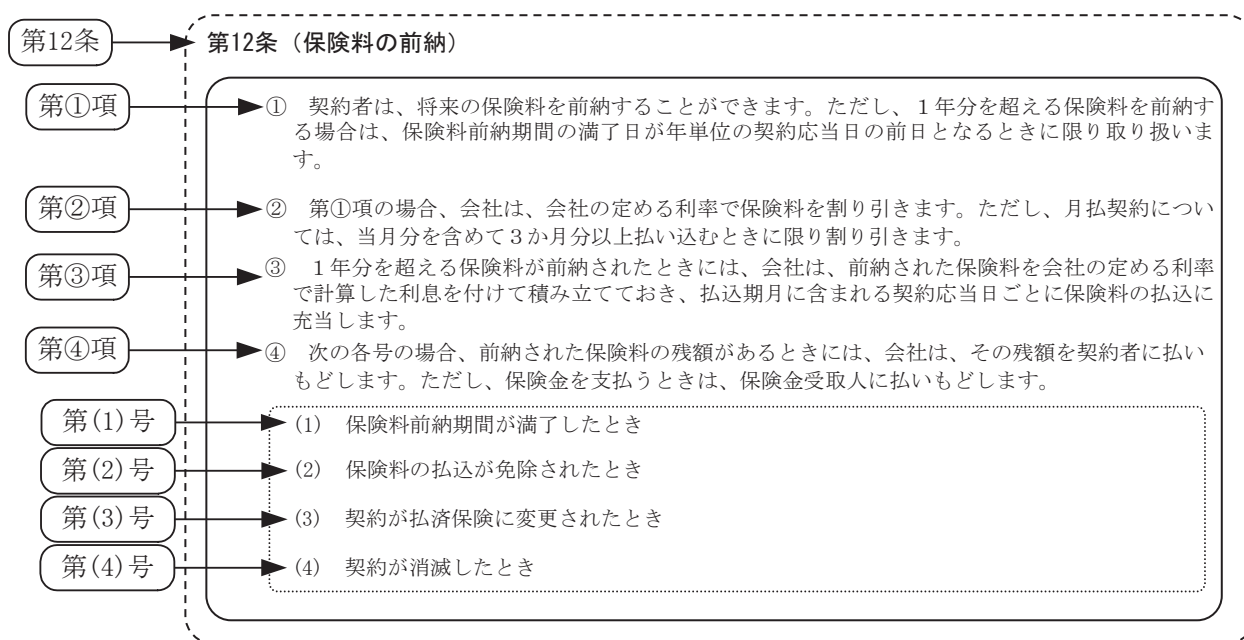 第12条
第12条（保険料の前納）
第①項
①　契約者は、将来の保険料を前納することができます。ただし、１年分を超える保険料を前納す
る場合は、保険料前納期間の満了日が年単位の契約応当日の前日となるときに限り取り扱いま
す。
第②項
②　第①項の場合、会社は、会社の定める利率で保険料を割り引きます。ただし、月払契約につい
ては、当月分を含めて３か月分以上払い込むときに限り割り引きます。
第③項
③　１年分を超える保険料が前納されたときには、会社は、前納された保険料を会社の定める利率
で計算した利息を付けて積み立てておき、払込期月に含まれる契約応当日ごとに保険料の払込に
充当します。
第④項
④　次の各号の場合、前納された保険料の残額があるときには、会社は、その残額を契約者に払い
もどします。ただし、保険金を支払うときは、保険金受取人に払いもどします。
第(1)号
(1)　保険料前納期間が満了したとき
第(2)号
(2)　保険料の払込が免除されたとき
第(3)号
(3)　契約が払済保険に変更されたとき
第(4)号
(4)　契約が消滅したとき